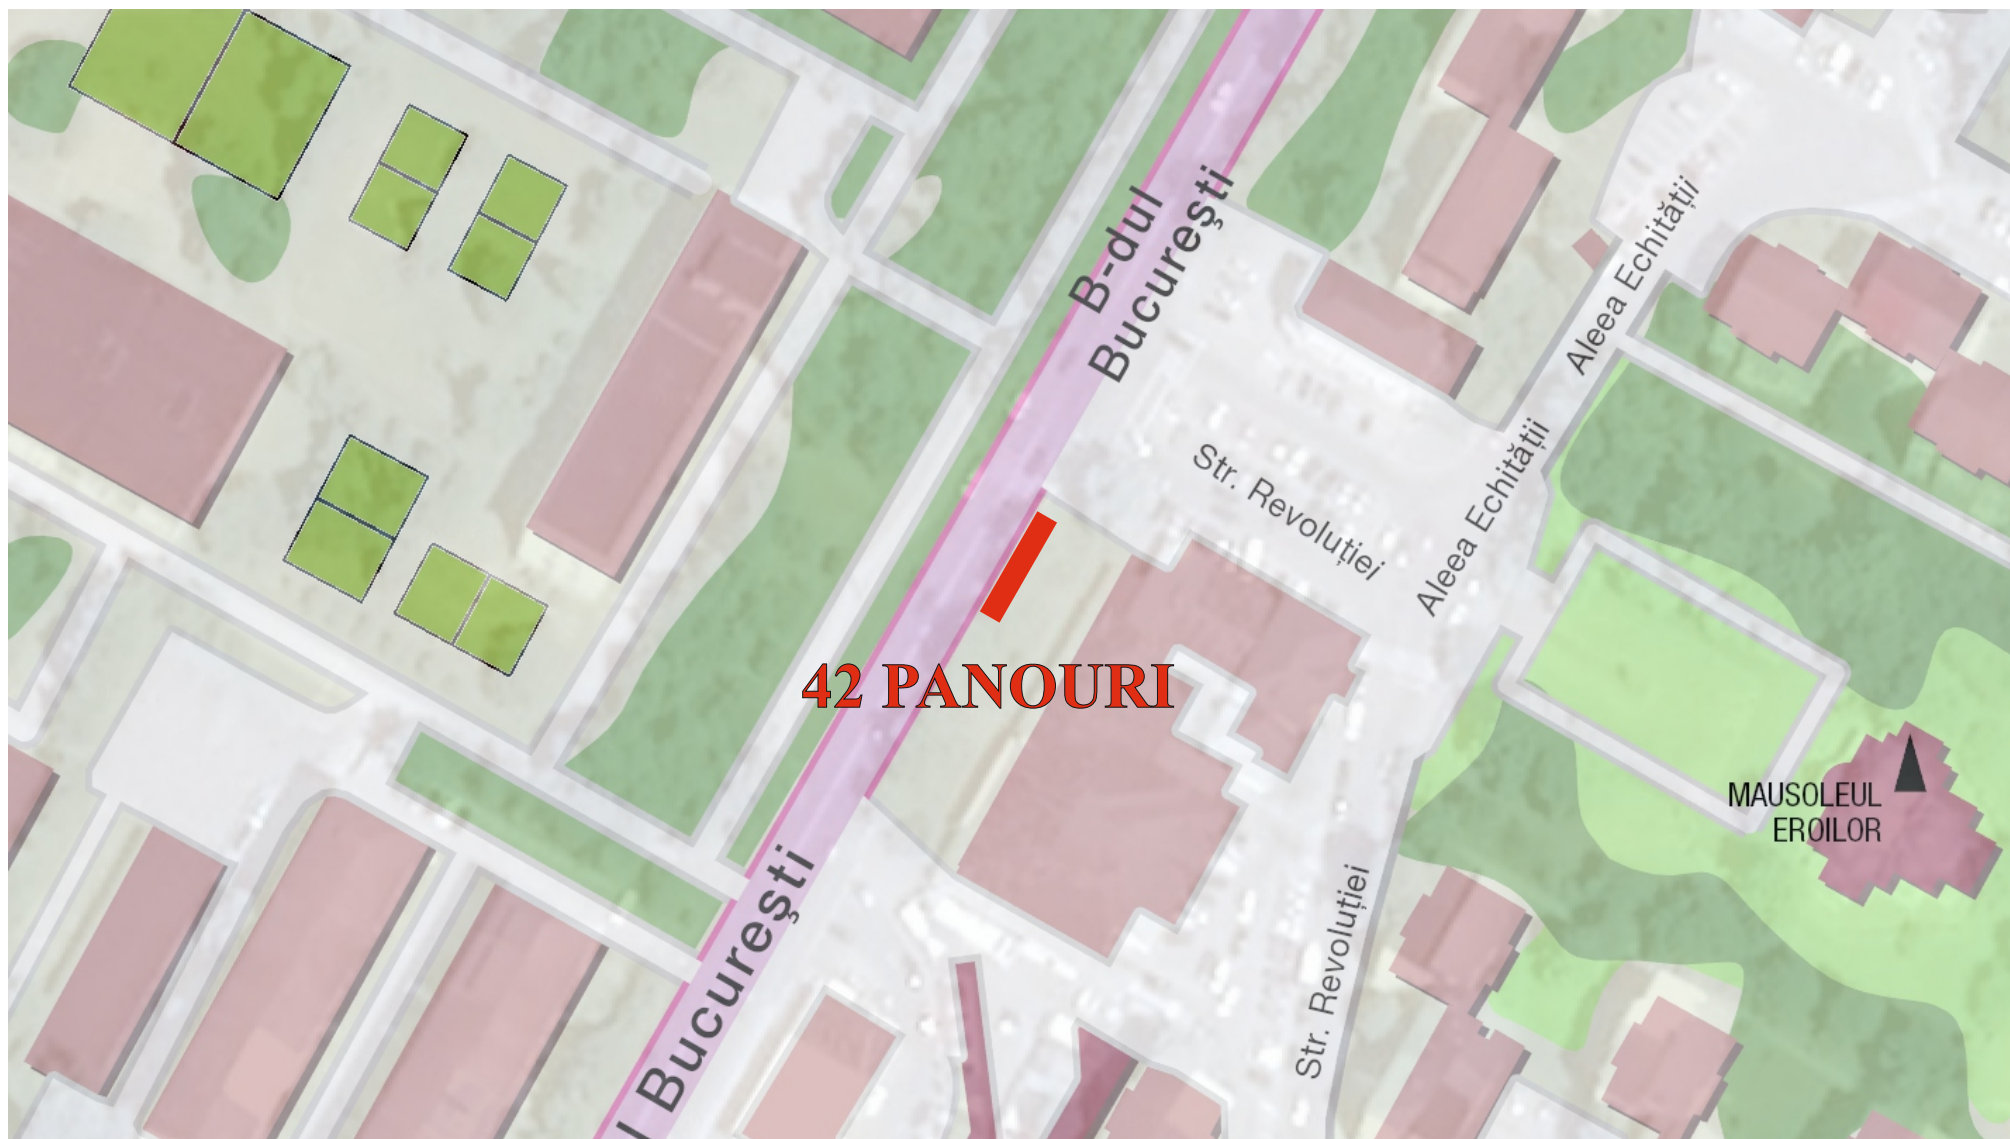 B-dul
Bucureşti
Aleea Echității
Str. Revoluției
Aleea Echității
42 PANOURI
MAUSOLEUL
EROILOR
Bucureşti
Str. Revoluției